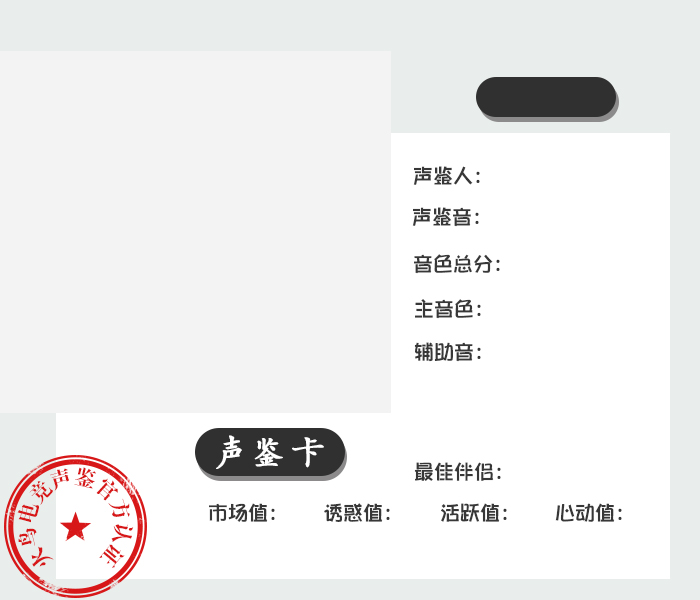 声鉴人：
声鉴音：
音色总分：
主音色：
辅助音：
声鉴卡
最佳伴侣：
市场值： 诱惑值： 活跃值： 心动值：
火鸟电竞声鉴官方认证